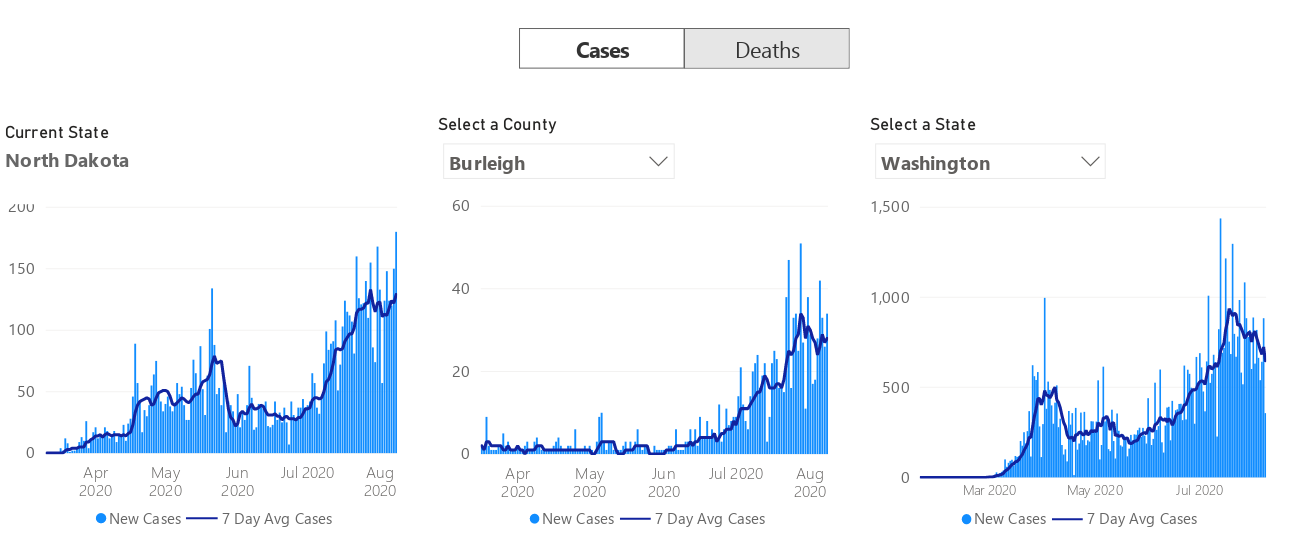 Cases Deaths
Current State
North Dakota
200
150
100
50
0
Apr 2020
May 2020
Jun 2020
Jul 2020
Aug 2020
New Cases 7 Day Avg Cases
Select a County
Burleigh
60
40
20
0
Apr 2020
May 2020
Jun 2020
Jul 2020
Aug 2020
New Cases 7 Day Avg Cases
Select a State
Washington
1,500
1,000
500
0
Mar 2020 May 2020 Jul 2020
New Cases 7 Day Avg Cases